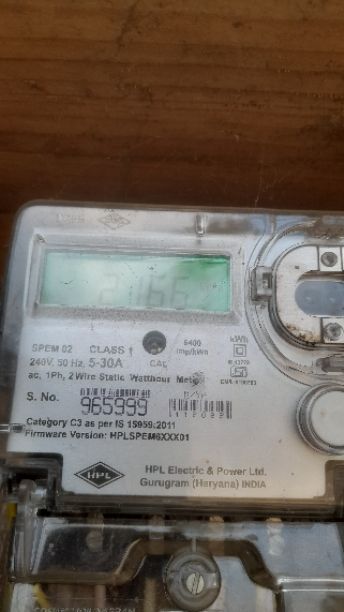 2166
SPEM 02 CLASS 1
240V, 50 Hz, 5-30A CAL
6400
imp/kWh
kWh
ac, 1Ph, 2 Wire Static Watthour Meter
S. No. 965999
Category C3 as per IS 15959:2011
Firmware Version: HPLSPEM6XXX01
HPL
HPL Electric & Power Ltd.
Gurugram (Haryana) INDIA